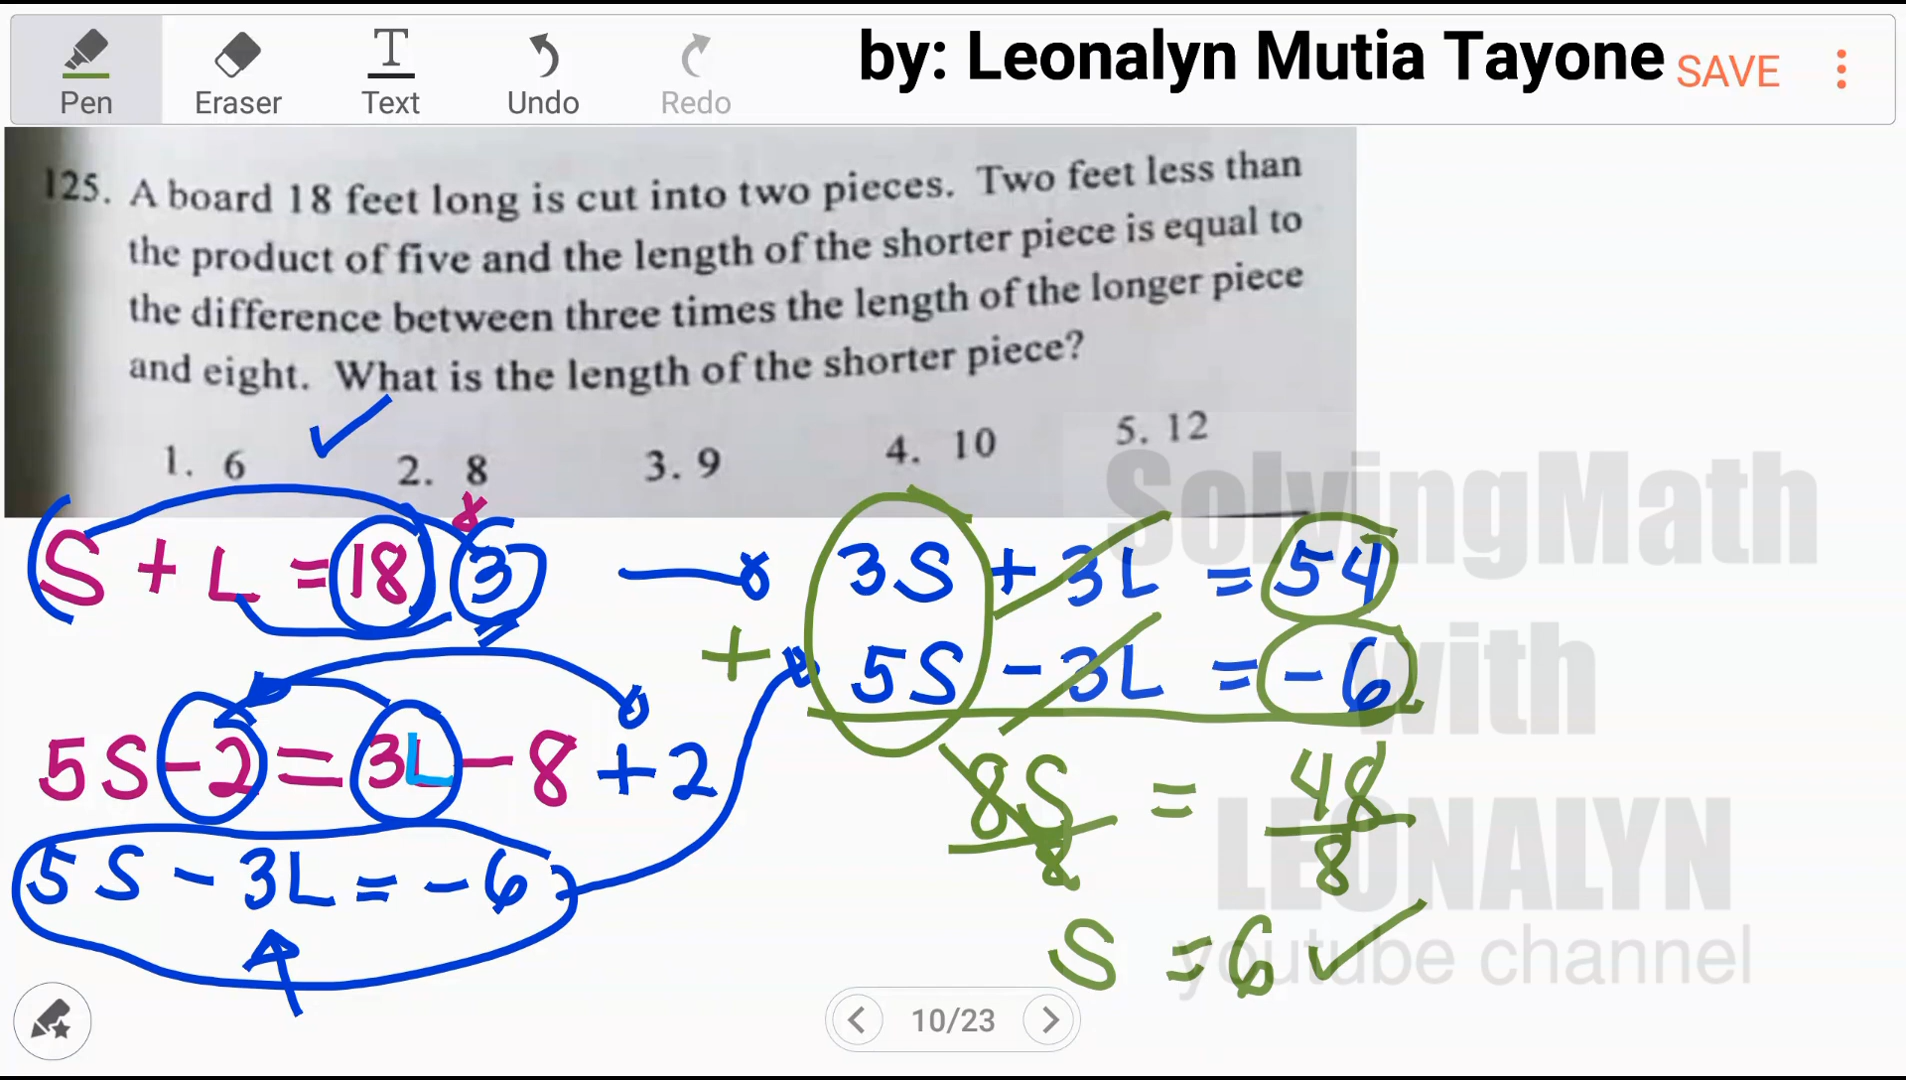 by: Leonalyn Mutia Tayone
Pen Eraser Text Undo Redo SAVE
125. A board 18 feet long is cut into two pieces. Two feet less than
the product of five and the length of the shorter piece is equal to
the difference between three times the length of the longer piece
and eight. What is the length of the shorter piece?
1. 6 2. 8 3. 9 4. 10 5. 12
SolvingMath
with
LEONALYN
youtube channel
(S + L = 18) 3
3S + 3L = 54
+ 5S - 3L = -6
5S - 2 = 3L - 8 + 2
8S = 48
8 8
5S - 3L = -6
S = 6
10/23